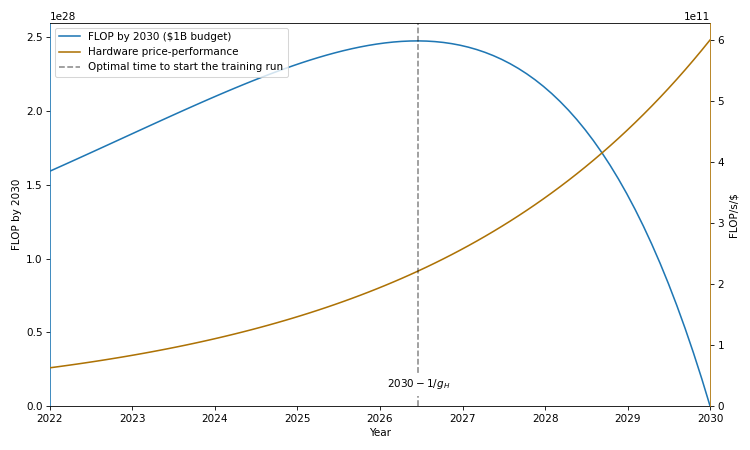 1e28
1e11
FLOP by 2030 ($1B budget)
Hardware price-performance
Optimal time to start the training run
2.5
2.0
1.5
1.0
0.5
0.0
FLOP by 2030
6
5
4
3
2
1
0
FLOP/s/$
2030 − 1/g_H
2022 2023 2024 2025 2026 2027 2028 2029 2030
Year